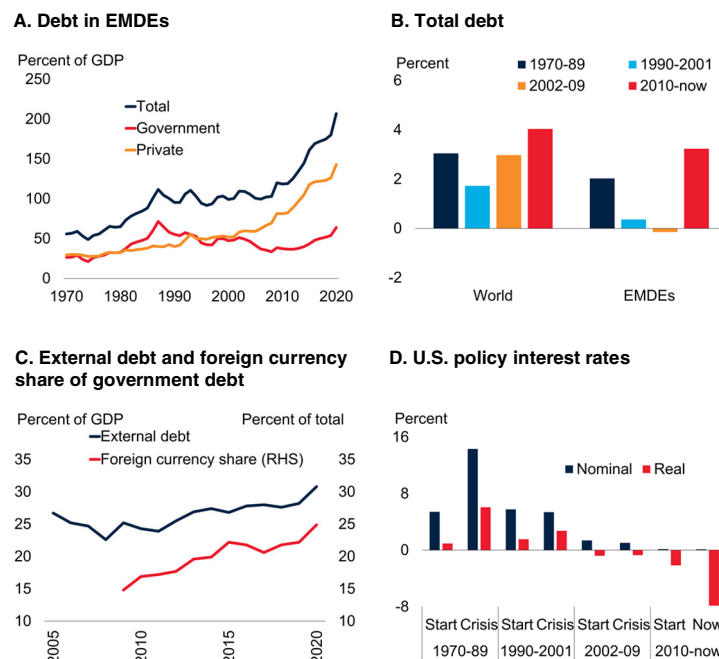 A. Debt in EMDEs
Percent of GDP
250
200
150
100
50
0
Total
Government
Private
1970 1980 1990 2000 2010 2020
B. Total debt
Percent
6
4
2
0
-2
1970-89 1990-2001
2002-09 2010-now
World EMDEs
C. External debt and foreign currency
share of government debt
Percent of GDP Percent of total
External debt
Foreign currency share (RHS)
35 35
30 30
25 25
20 20
15 15
10 10
2005 2010 2015 2020
D. U.S. policy interest rates
Percent
16
8
0
-8
Nominal Real
Start Crisis Start Crisis Start Crisis Start Now
1970-89 1990-2001 2002-09 2010-now